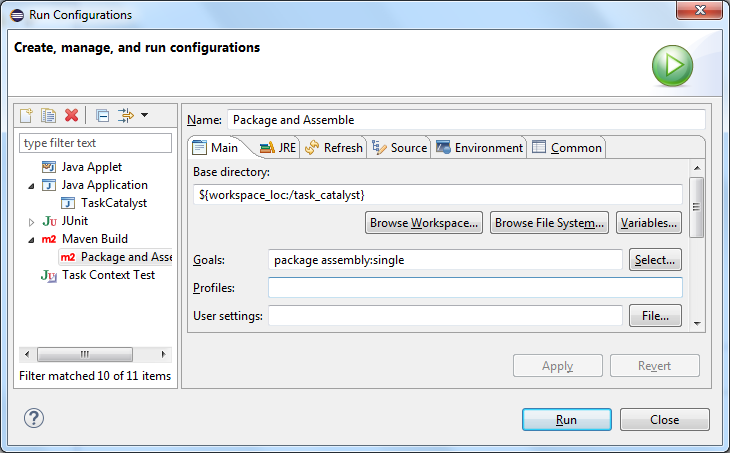 Run Configurations
Create, manage, and run configurations
type filter text
Java Applet
Java Application
TaskCatalyst
JU JUnit
m2 Maven Build
m2 Package and Asse
JU Task Context Test
Filter matched 10 of 11 items
Name: Package and Assemble
Main JRE Refresh Source Environment Common
Base directory:
${workspace_loc:/task_catalyst}
Browse Workspace... Browse File System... Variables...
Goals: package assembly:single Select...
Profiles:
User settings: File...
Apply Revert
? Run Close